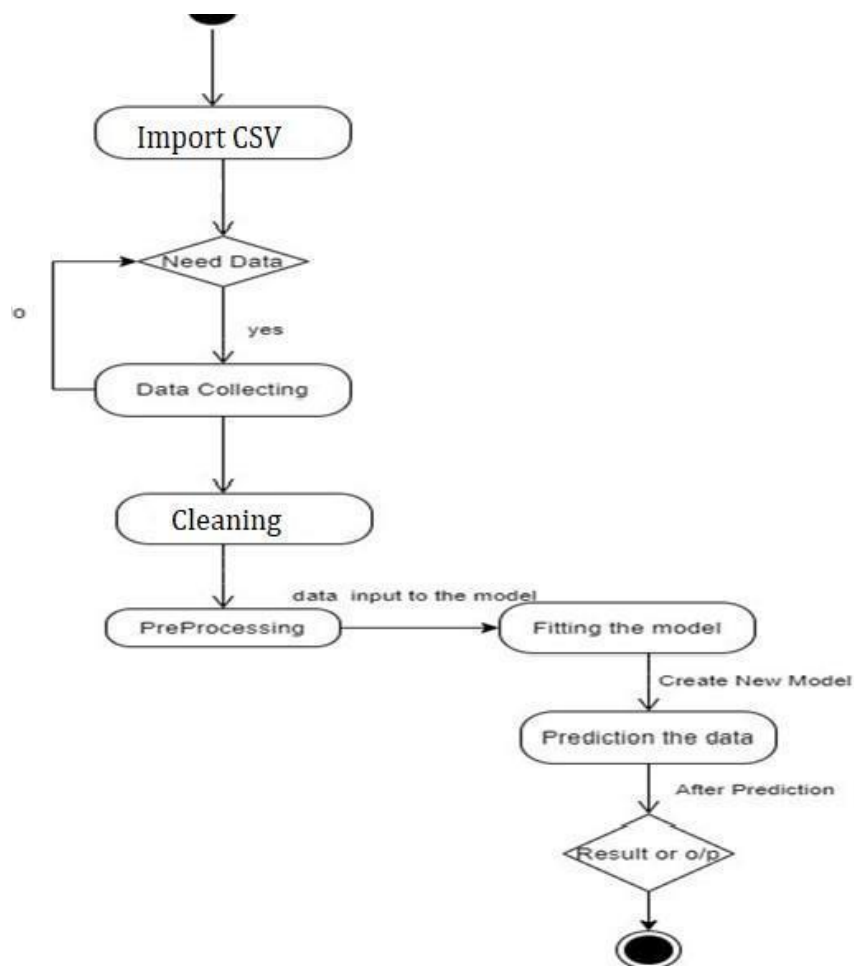 Import CSV
Need Data
o
yes
Data Collecting
Cleaning
data input to the model
PreProcessing
Fitting the model
Create New Model
Prediction the data
After Prediction
Result or o/p